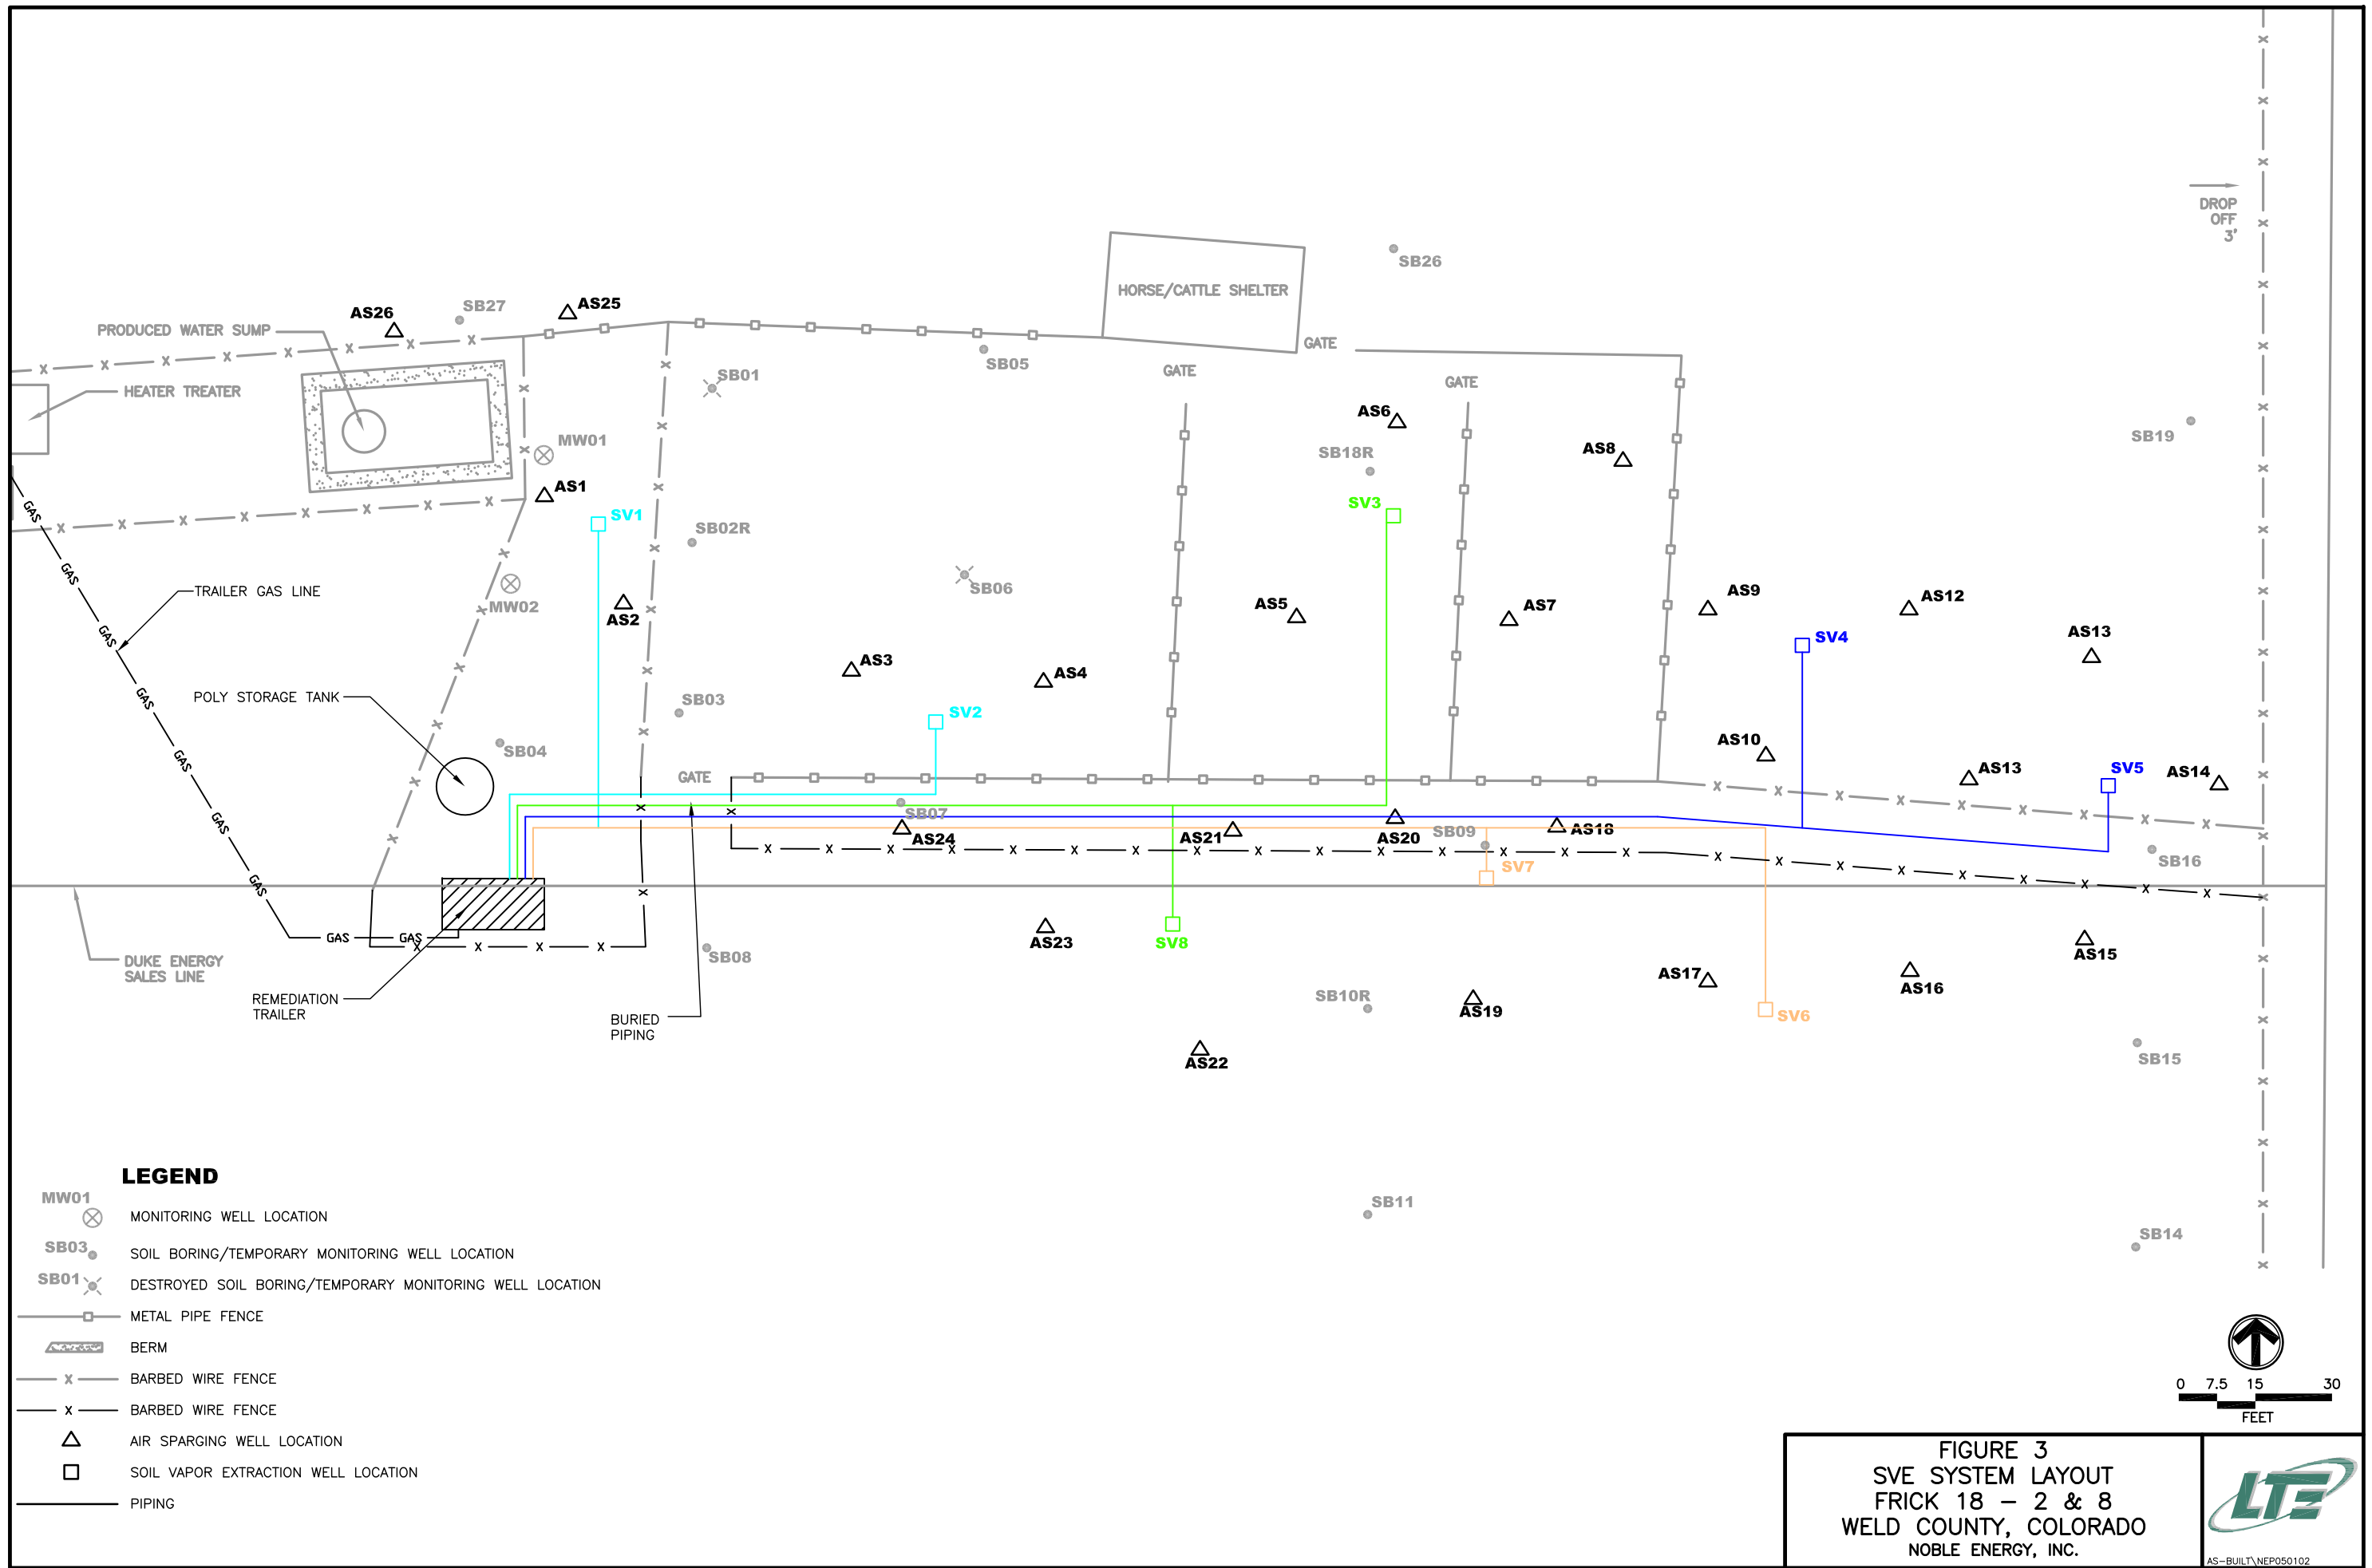 DROP
OFF
3'
SB26
HORSE/CATTLE SHELTER
AS26
SB27
AS25
PRODUCED WATER SUMP
GATE
SB05
GATE
SB01
GATE
HEATER TREATER
AS6
SB19
MW01
SB18R
AS8
AS1
SV1
SV3
SB02R
GAS
GAS
TRAILER GAS LINE
SB06
MW02
AS2
AS5
AS7
AS9
AS12
GAS
AS13
SV4
AS3
AS4
GAS
POLY STORAGE TANK
SB03
SV2
SB04
AS10
GAS
GATE
AS13
SV5
AS14
SB07
GAS
AS24
AS21
AS20
SB09
AS18
SB16
SV7
GAS
GAS
GAS
AS23
SV8
SB08
DUKE ENERGY
SALES LINE
AS17
AS16
AS15
REMEDIATION
TRAILER
BURIED
PIPING
SB10R
AS19
SV6
AS22
SB15
SB11
SB14
LEGEND
MW01
MONITORING WELL LOCATION
SB03
SOIL BORING/TEMPORARY MONITORING WELL LOCATION
SB01
DESTROYED SOIL BORING/TEMPORARY MONITORING WELL LOCATION
METAL PIPE FENCE
BERM
X BARBED WIRE FENCE
X BARBED WIRE FENCE
AIR SPARGING WELL LOCATION
SOIL VAPOR EXTRACTION WELL LOCATION
PIPING
0 7.5 15 30
FEET
FIGURE 3
SVE SYSTEM LAYOUT
FRICK 18 – 2 & 8
WELD COUNTY, COLORADO
NOBLE ENERGY, INC.
LTE
AS-BUILT\NEP050102